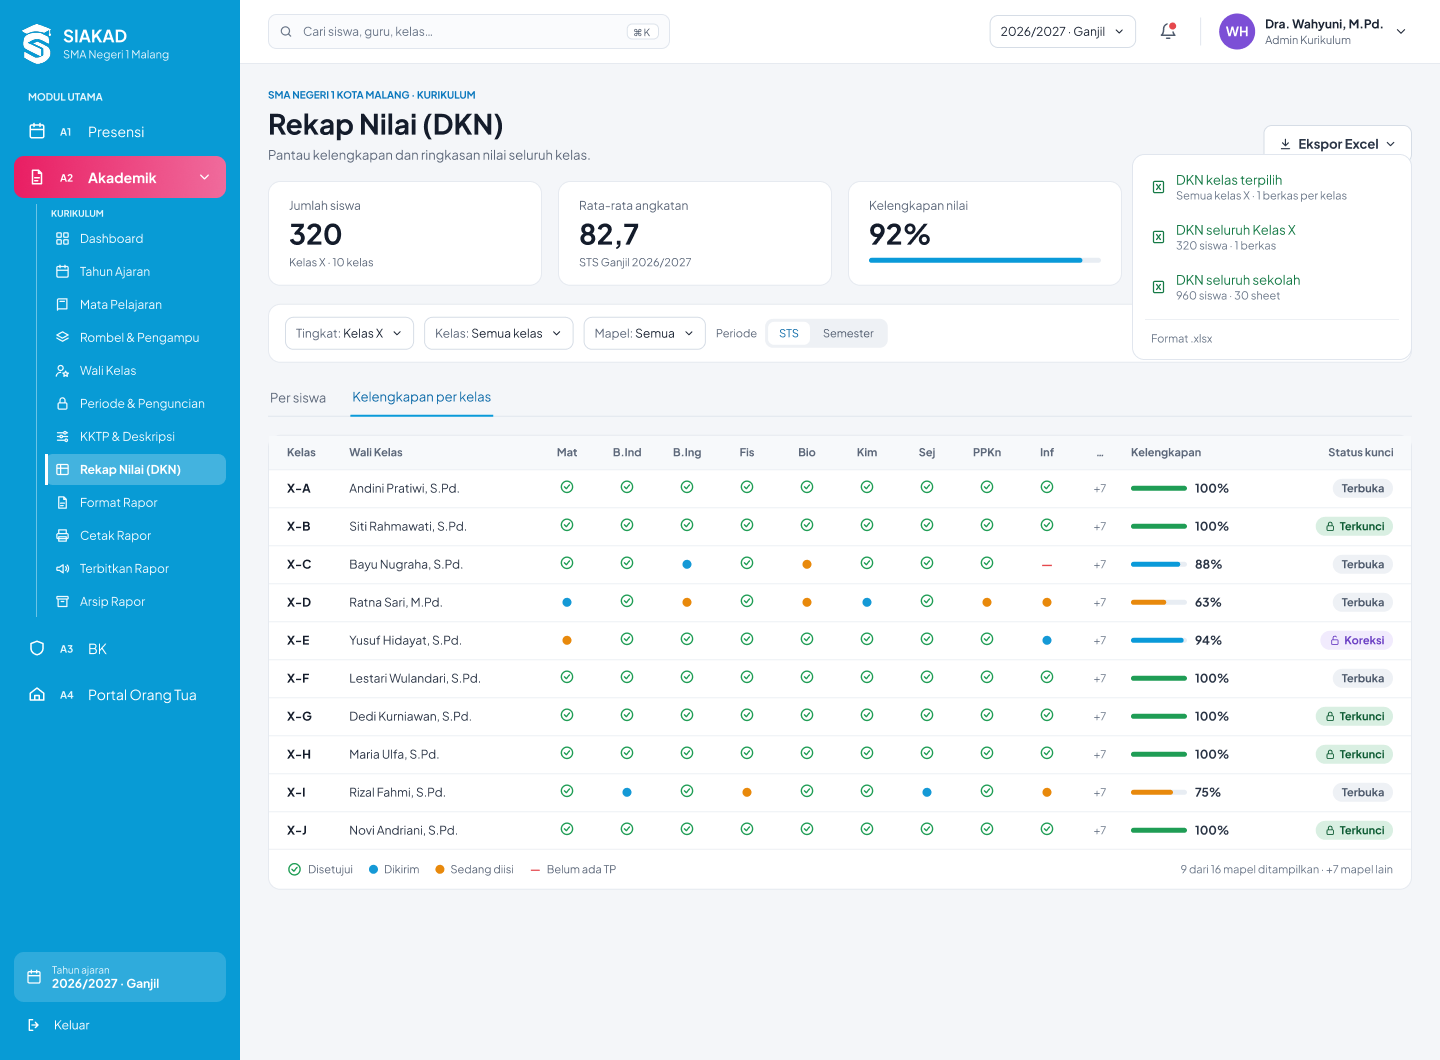 SIAKAD
SMA Negeri 1 Malang
MODUL UTAMA
A1 Presensi
A2 Akademik
KURIKULUM
Dashboard
Tahun Ajaran
Mata Pelajaran
Rombel & Pengampu
Wali Kelas
Periode & Penguncian
KKTP & Deskripsi
Rekap Nilai (DKN)
Format Rapor
Cetak Rapor
Terbitkan Rapor
Arsip Rapor
A3 BK
A4 Portal Orang Tua
Tahun ajaran
2026/2027 · Ganjil
Keluar
Cari siswa, guru, kelas... ⌘K
2026/2027 · Ganjil
WH
Dra. Wahyuni, M.Pd.
Admin Kurikulum
SMA NEGERI 1 KOTA MALANG · KURIKULUM
Rekap Nilai (DKN)
Pantau kelengkapan dan ringkasan nilai seluruh kelas.
Ekspor Excel
DKN kelas terpilih
Semua kelas X · 1 berkas per kelas
DKN seluruh Kelas X
320 siswa · 1 berkas
DKN seluruh sekolah
960 siswa · 30 sheet
Format .xlsx
Jumlah siswa
320
Kelas X · 10 kelas
Rata-rata angkatan
82,7
STS Ganjil 2026/2027
Kelengkapan nilai
92%
Tingkat: Kelas X
Kelas: Semua kelas
Mapel: Semua
Periode STS Semester
Per siswa Kelengkapan per kelas
Kelas Wali Kelas Mat B.Ind B.Ing Fis Bio Kim Sej PPKn Inf ... Kelengkapan Status kunci
X-A Andini Pratiwi, S.Pd. +7 100% Terbuka
X-B Siti Rahmawati, S.Pd. +7 100% Terkunci
X-C Bayu Nugraha, S.Pd. — +7 88% Terbuka
X-D Ratna Sari, M.Pd. +7 63% Terbuka
X-E Yusuf Hidayat, S.Pd. +7 94% Koreksi
X-F Lestari Wulandari, S.Pd. +7 100% Terbuka
X-G Dedi Kurniawan, S.Pd. +7 100% Terkunci
X-H Maria Ulfa, S.Pd. +7 100% Terkunci
X-I Rizal Fahmi, S.Pd. +7 75% Terbuka
X-J Novi Andriani, S.Pd. +7 100% Terkunci
Disetujui Dikirim Sedang diisi — Belum ada TP
9 dari 16 mapel ditampilkan · +7 mapel lain